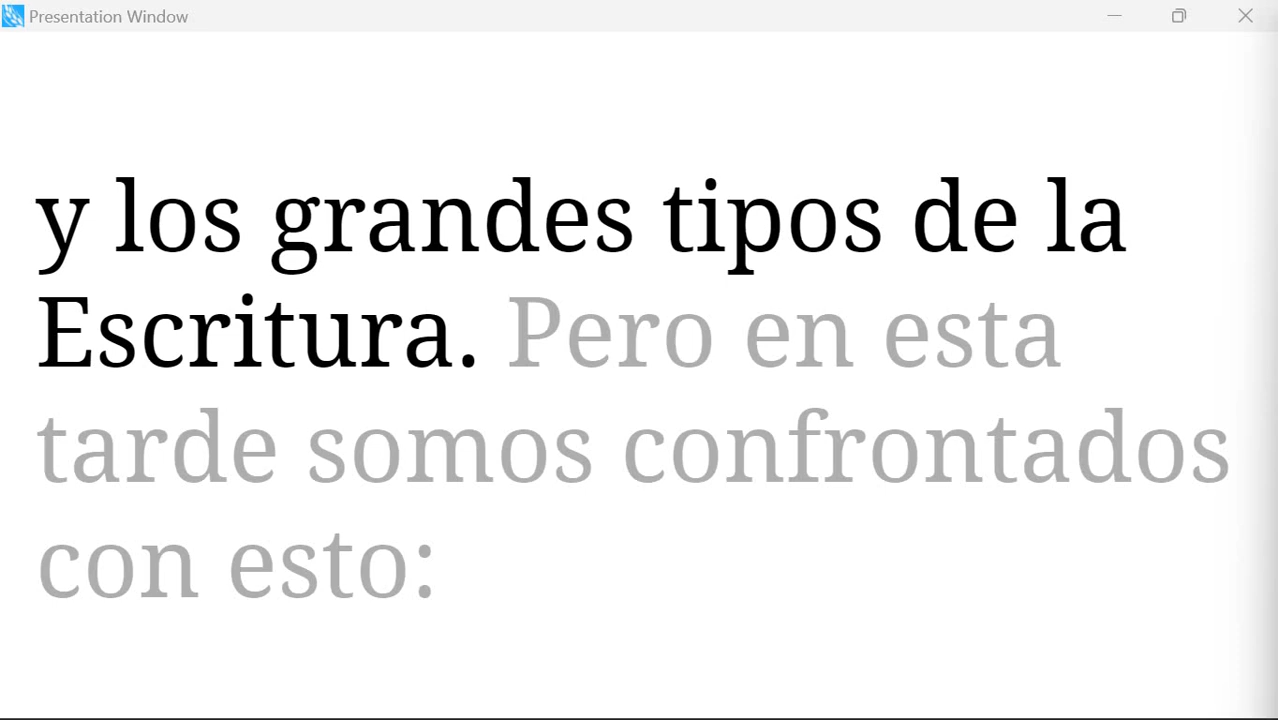 Presentation Window
y los grandes tipos de la
Escritura. Pero en esta
tarde somos confrontados
con esto: